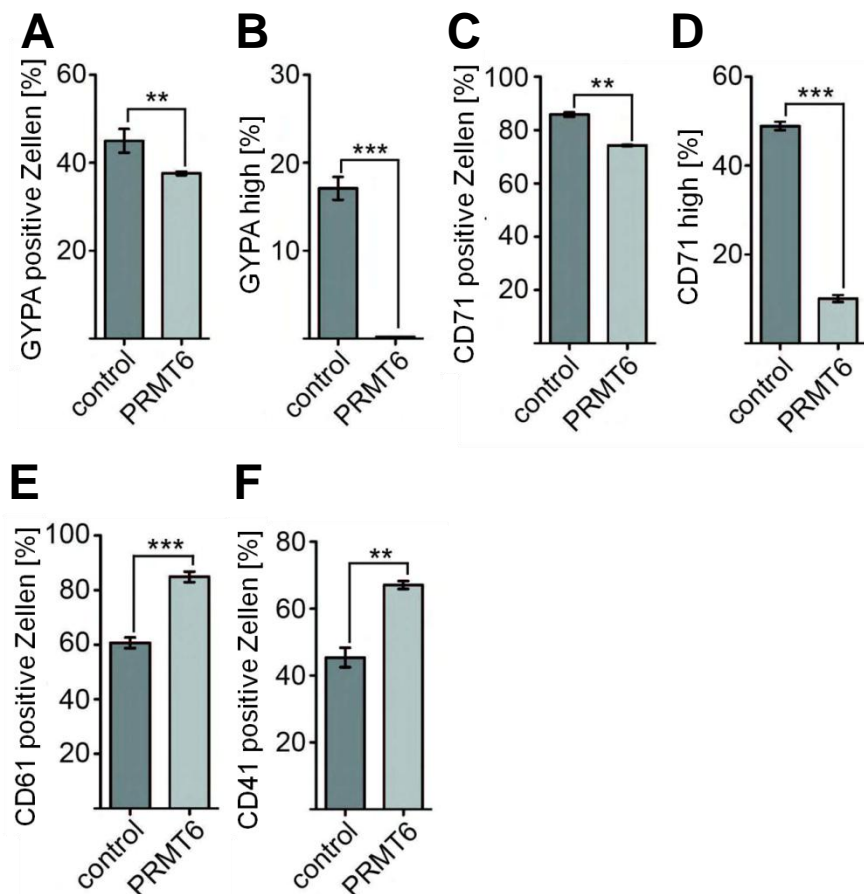 A
GYPA positive Zellen [%]
60
40
20
**
control
PRMT6
B
GYPA high [%]
30
20
10
***
control
PRMT6
C
CD71 positive Zellen [%]
100
80
60
40
20
**
control
PRMT6
D
CD71 high [%]
60
40
20
***
control
PRMT6
E
CD61 positive Zellen [%]
100
80
60
40
20
***
control
PRMT6
F
CD41 positive Zellen [%]
80
60
40
20
**
control
PRMT6